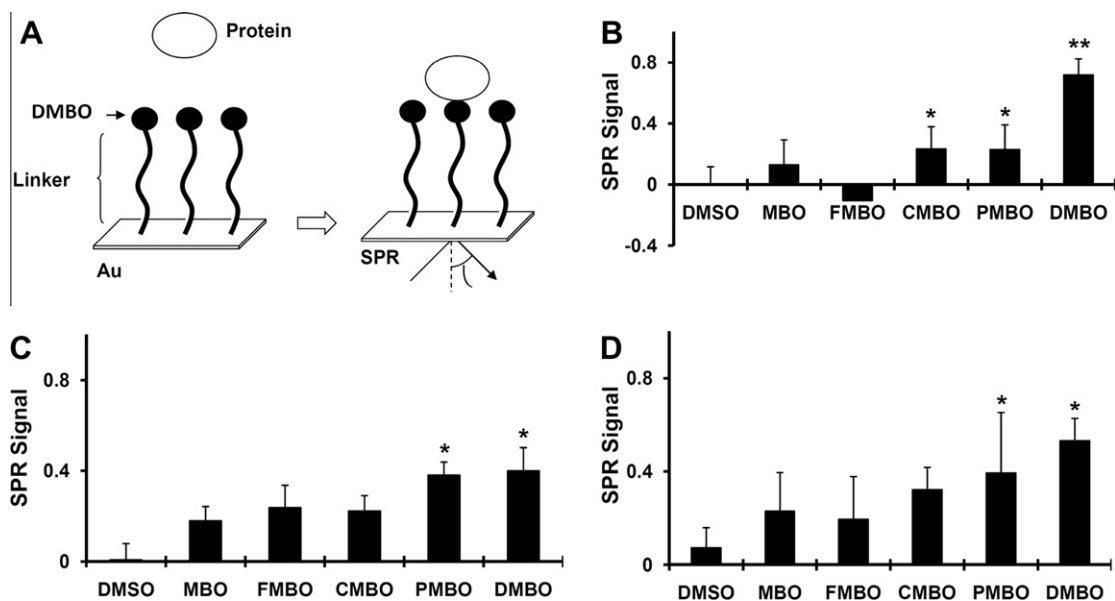 A
Protein
DMBO
Linker
Au
SPR
B
SPR Signal
0.8
0.4
0
-0.4
*
*
**
DMSO MBO FMBO CMBO PMBO DMBO
C
SPR Signal
0.8
0.4
0
*
*
DMSO MBO FMBO CMBO PMBO DMBO
D
SPR Signal
0.8
0.4
0
*
*
DMSO MBO FMBO CMBO PMBO DMBO